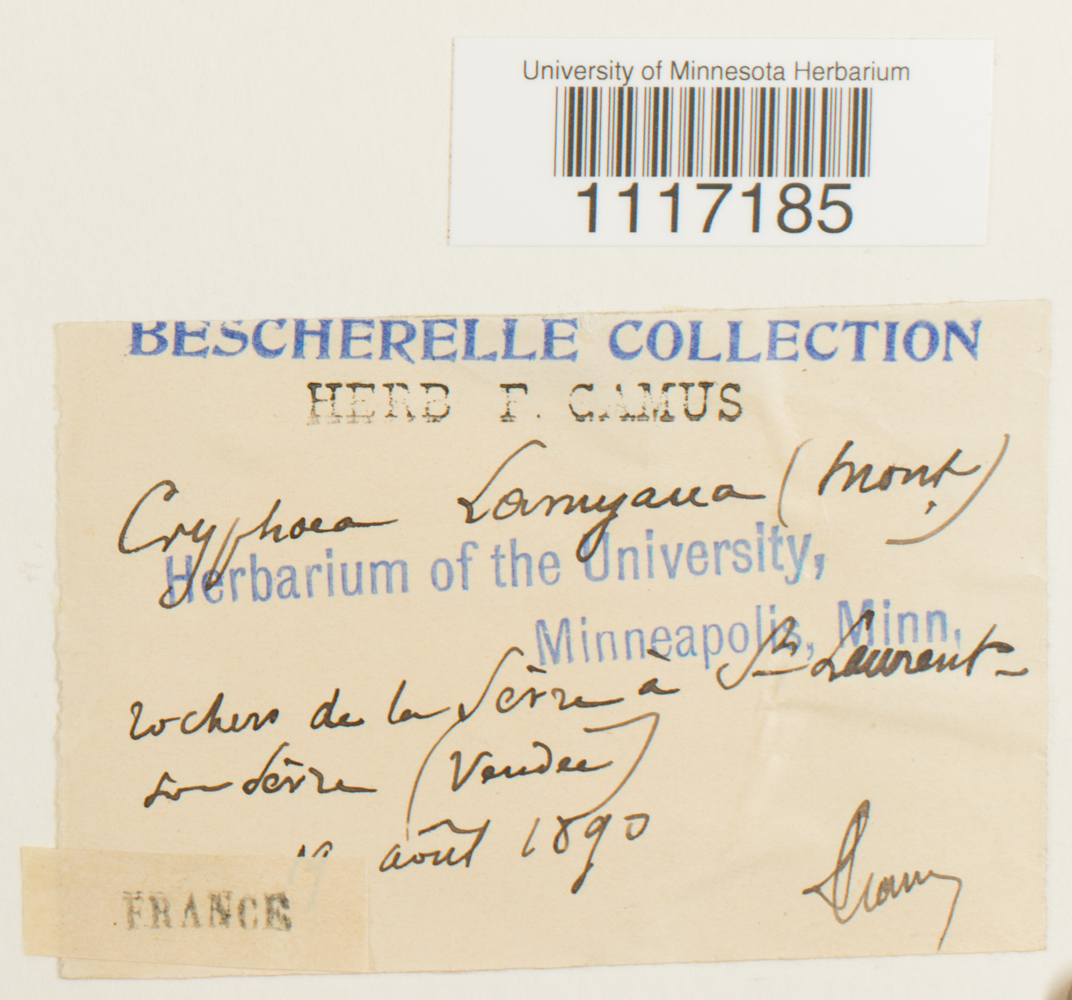 University of Minnesota Herbarium
1117185
BESCHERELLE COLLECTION
HERB F. CAMUS
Cryphaea Lamyana (Mont.)
Herbarium of the University,
Minneapolis, Minn.
rochers de la Sèvre à St Laurent-
sur-Sèvre (Vendée)
août 1890
FRANCE